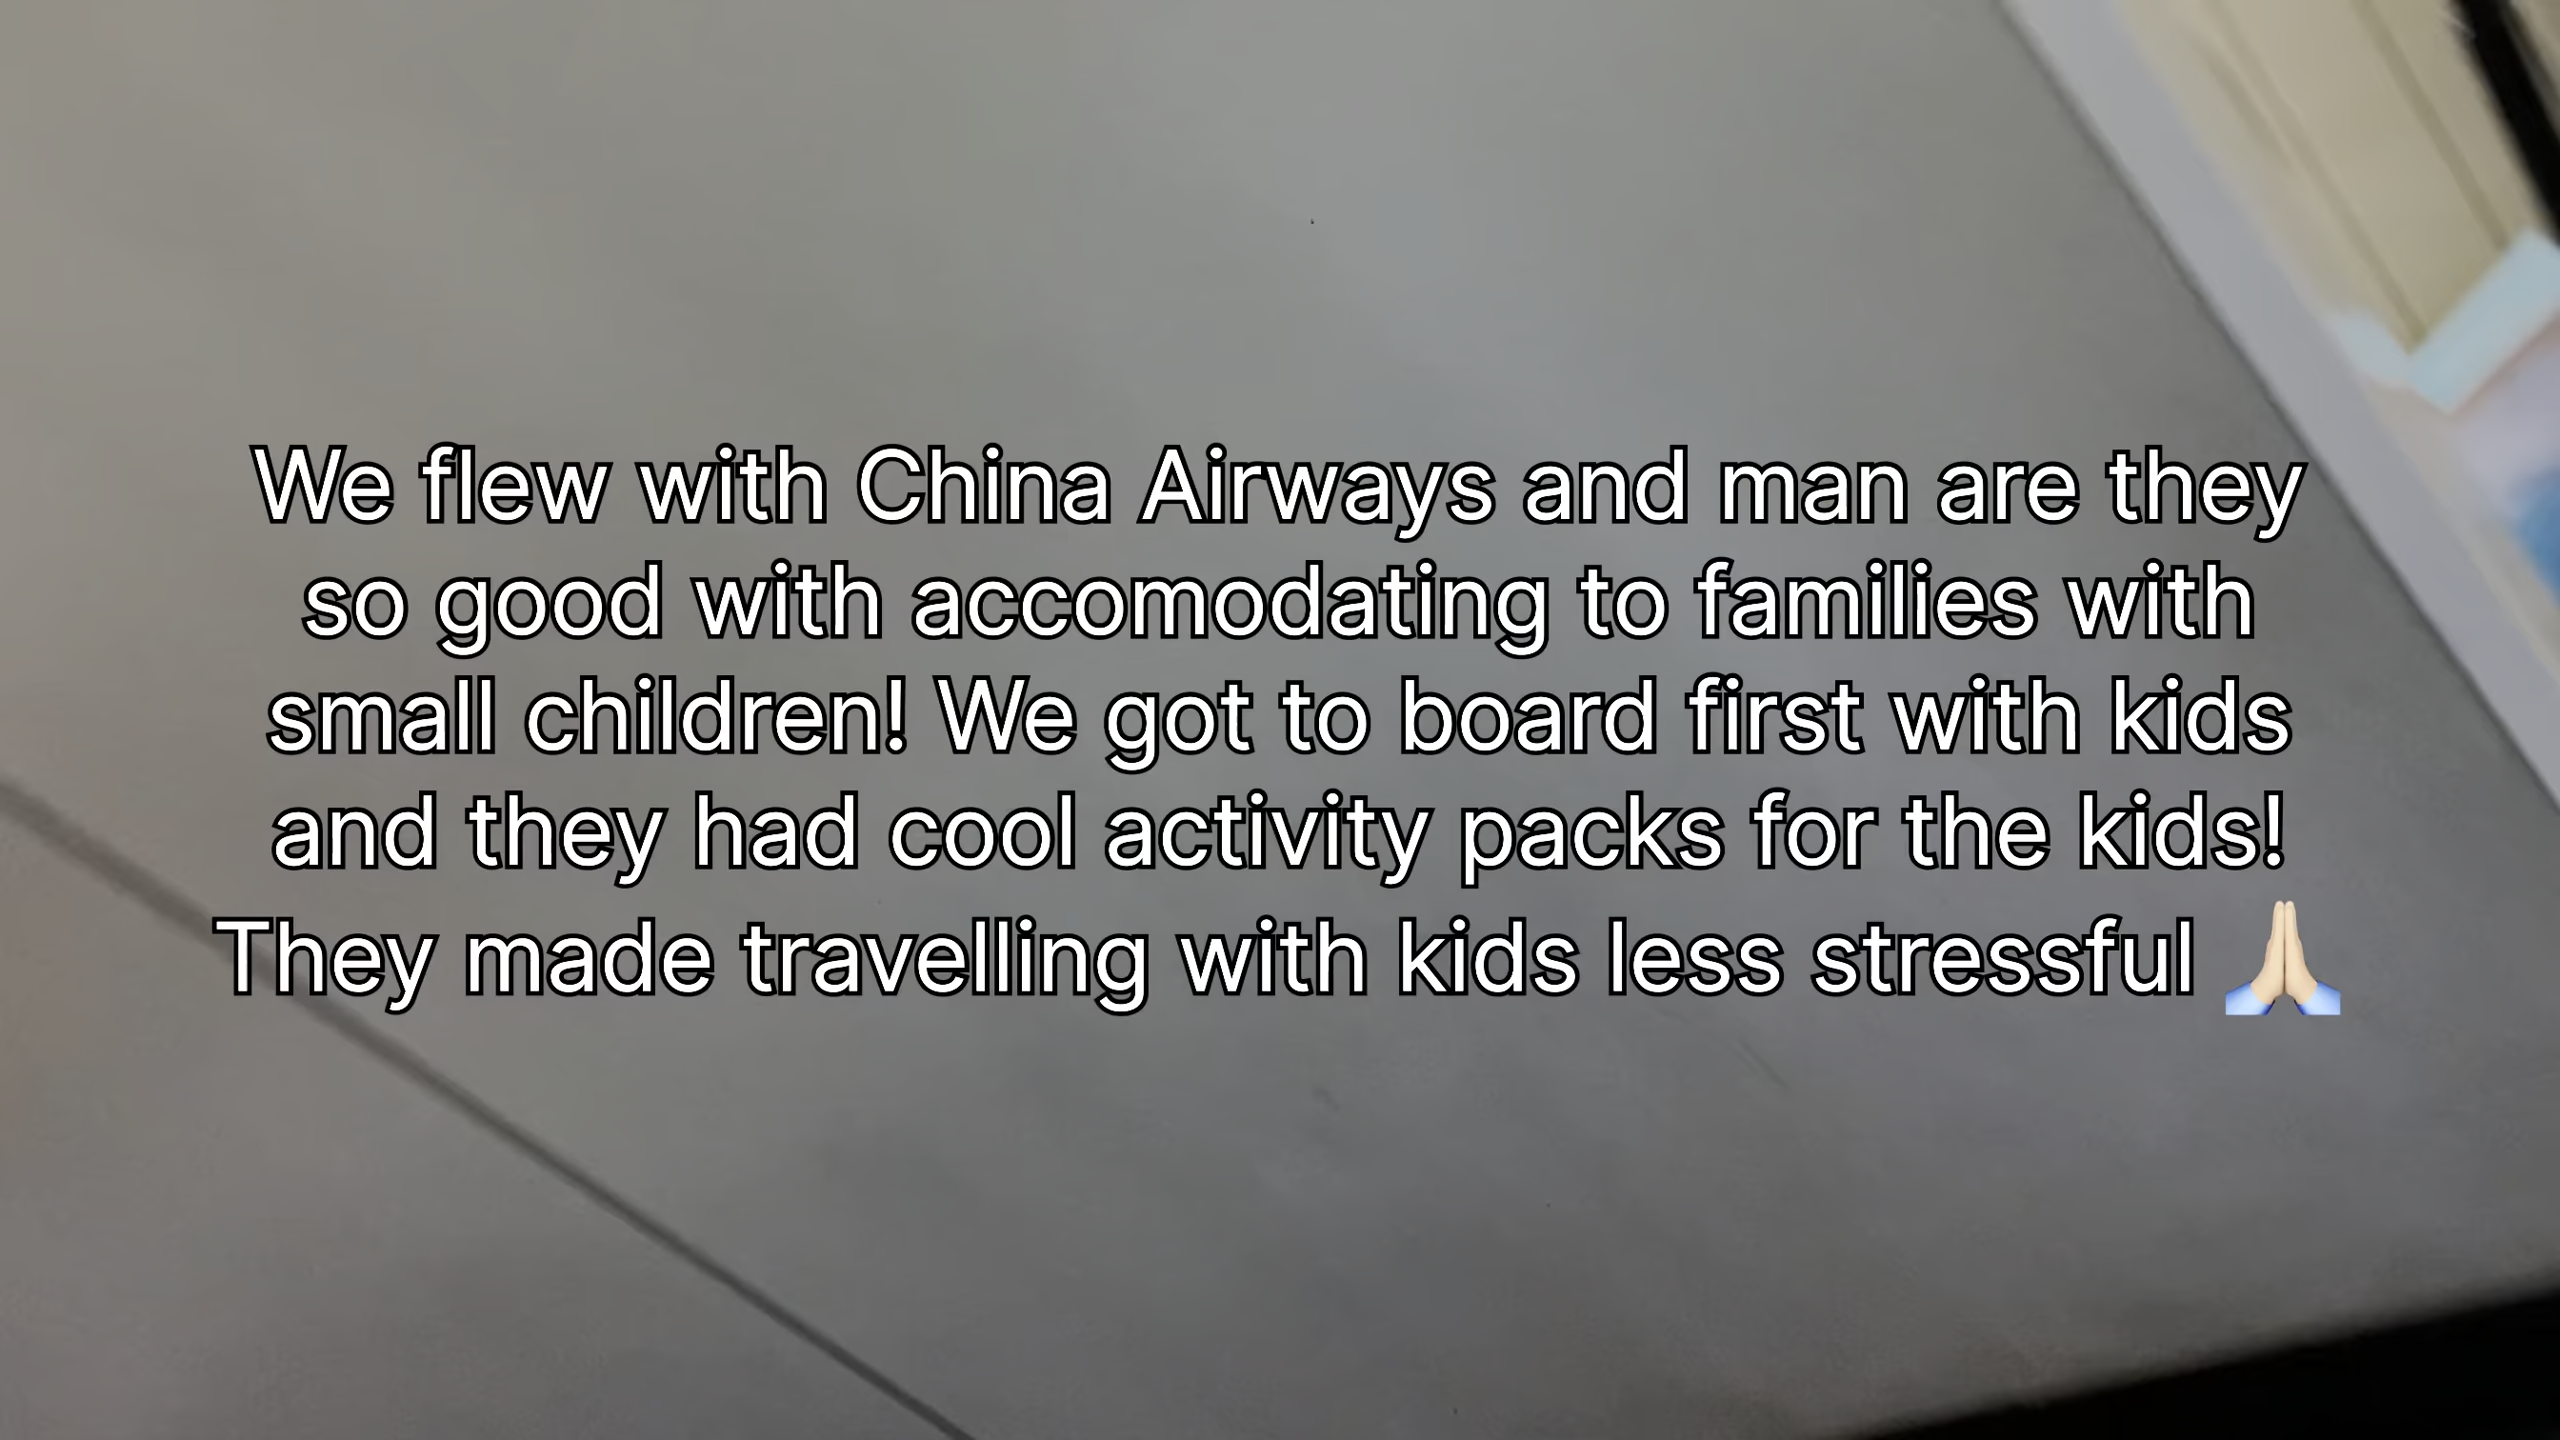 We flew with China Airways and man are they
so good with accomodating to families with
small children! We got to board first with kids
and they had cool activity packs for the kids!
They made travelling with kids less stressful 🙏🏻